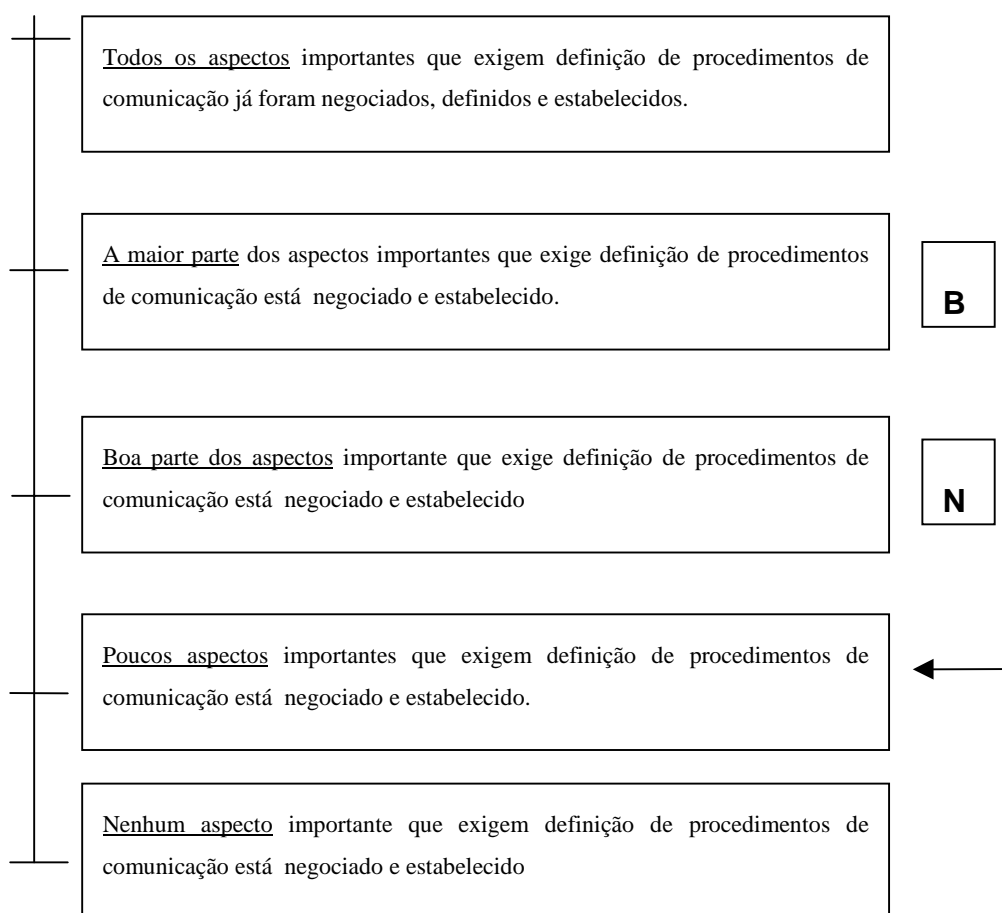 Todos os aspectos importantes que exigem definição de procedimentos de
comunicação já foram negociados, definidos e estabelecidos.
A maior parte dos aspectos importantes que exige definição de procedimentos
de comunicação está negociado e estabelecido.
B
Boa parte dos aspectos importante que exige definição de procedimentos de
comunicação está negociado e estabelecido
N
Poucos aspectos importantes que exigem definição de procedimentos de
comunicação está negociado e estabelecido.
Nenhum aspecto importante que exigem definição de procedimentos de
comunicação está negociado e estabelecido